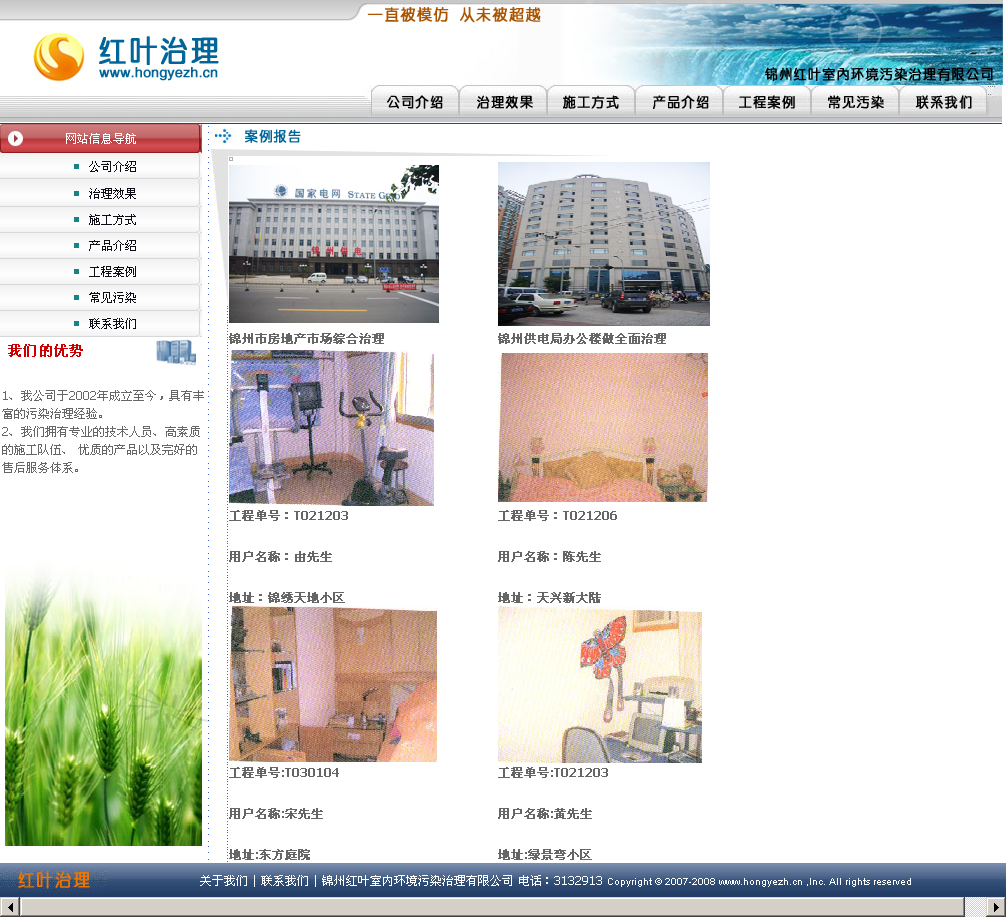 一直被模仿 从未被超越
红叶治理
www.hongyezh.cn
锦州红叶室内环境污染治理有限公司
公司介绍 治理效果 施工方式 产品介绍 工程案例 常见污染 联系我们
网站信息导航
公司介绍
治理效果
施工方式
产品介绍
工程案例
常见污染
联系我们
我们的优势
1、我公司于2002年成立至今，具有丰
富的污染治理经验。
2、我们拥有专业的技术人员、高素质
的施工队伍、 优质的产品以及完好的
售后服务体系。
案例报告
国家电网 STATE GRID
锦州供电
锦州市房地产市场综合治理
锦州供电局办公楼做全面治理
工程单号：T021203
用户名称：由先生
地址：锦绣天地小区
工程单号：T021206
用户名称：陈先生
地址：天兴新大陆
工程单号:T030104
用户名称:宋先生
地址:东方庭院
工程单号:T021203
用户名称:黄先生
地址:绿景弯小区
红叶治理
关于我们 | 联系我们 | 锦州红叶室内环境污染治理有限公司 电话：3132913 Copyright © 2007-2008 www.hongyezh.cn ,Inc. All rights reserved